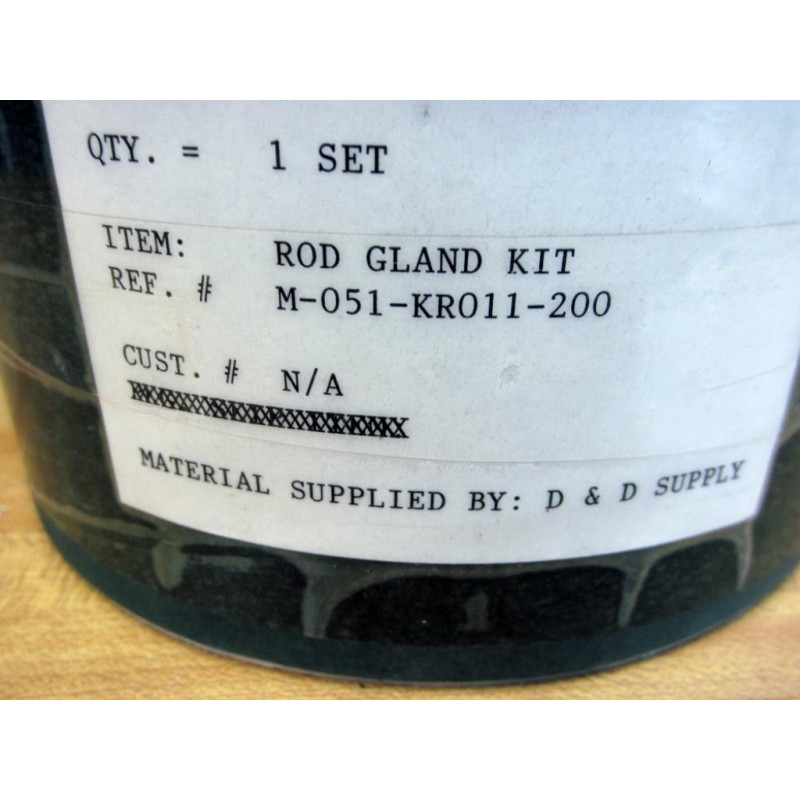 QTY. = 1 SET
ITEM: ROD GLAND KIT
REF. # M-051-KR011-200
CUST. # N/A
MATERIAL SUPPLIED BY: D & D SUPPLY